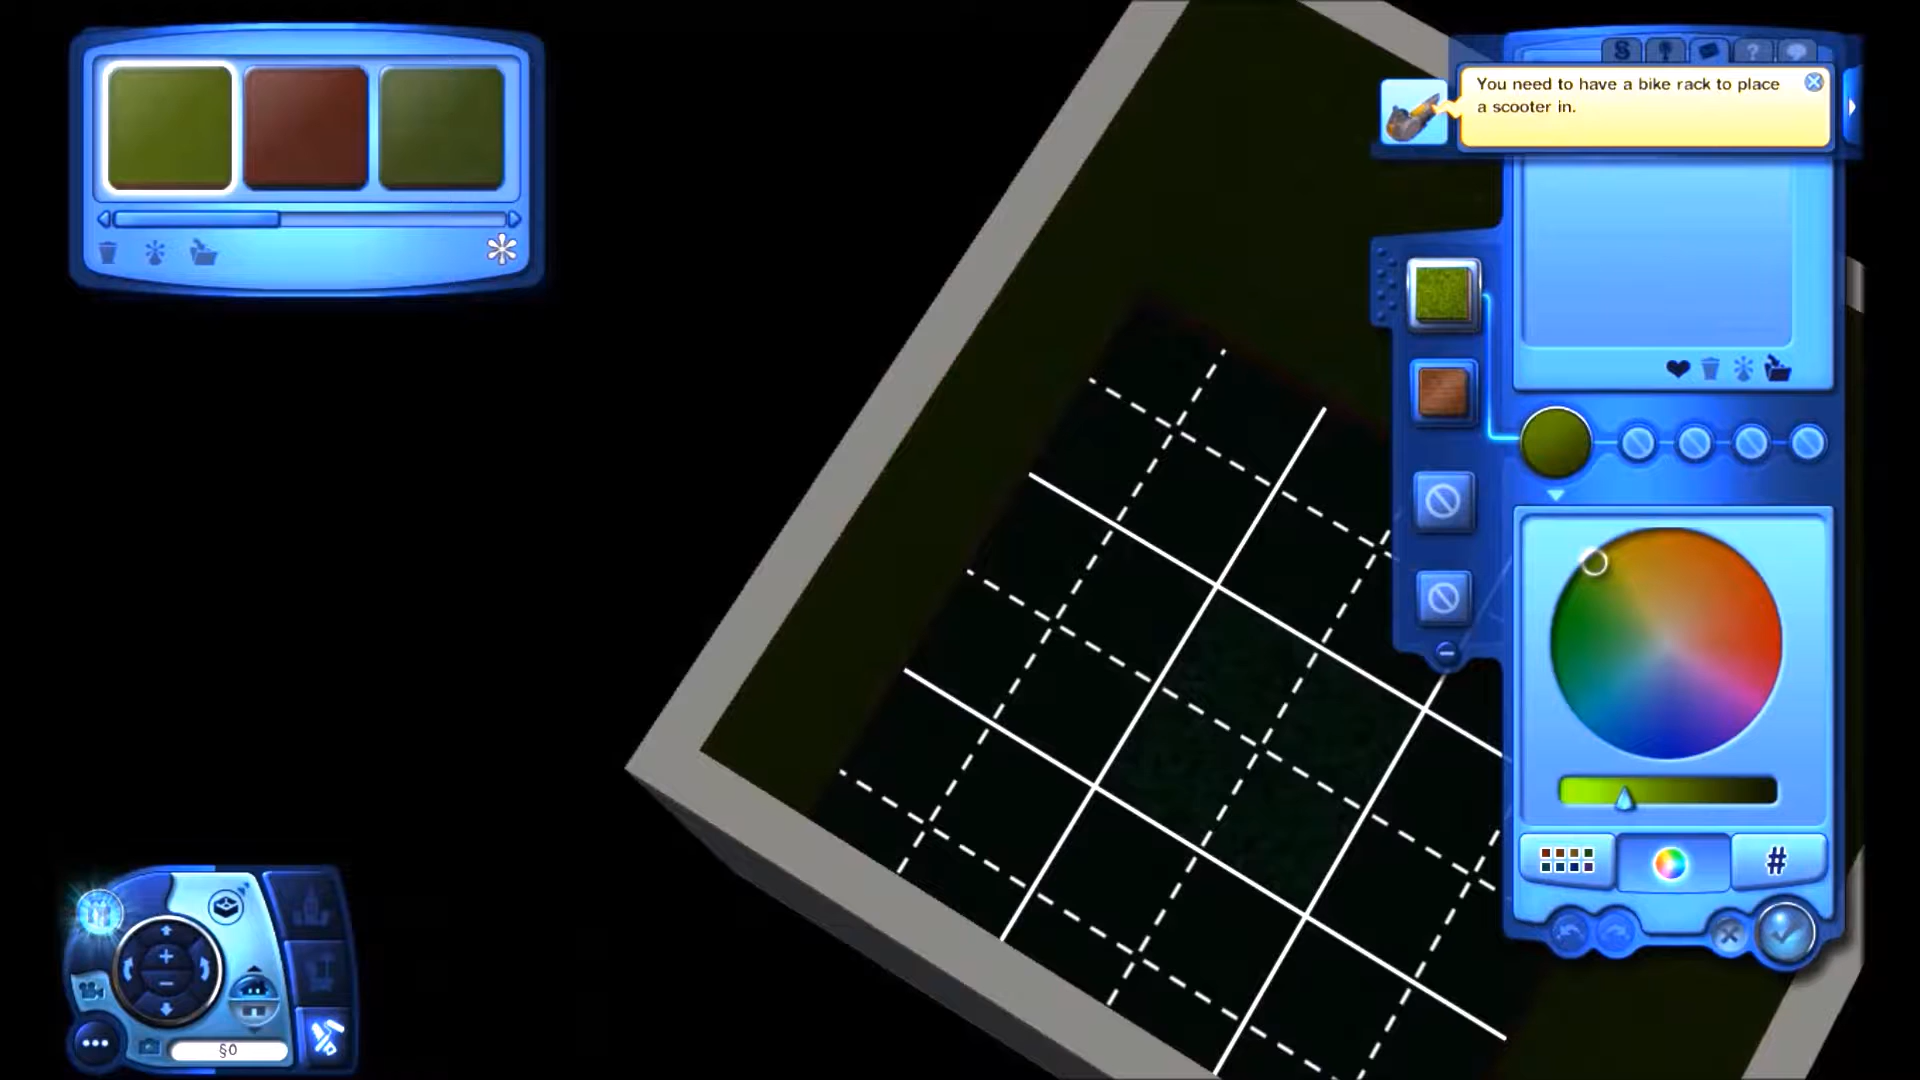 You need to have a bike rack to place
a scooter in.
#
§0